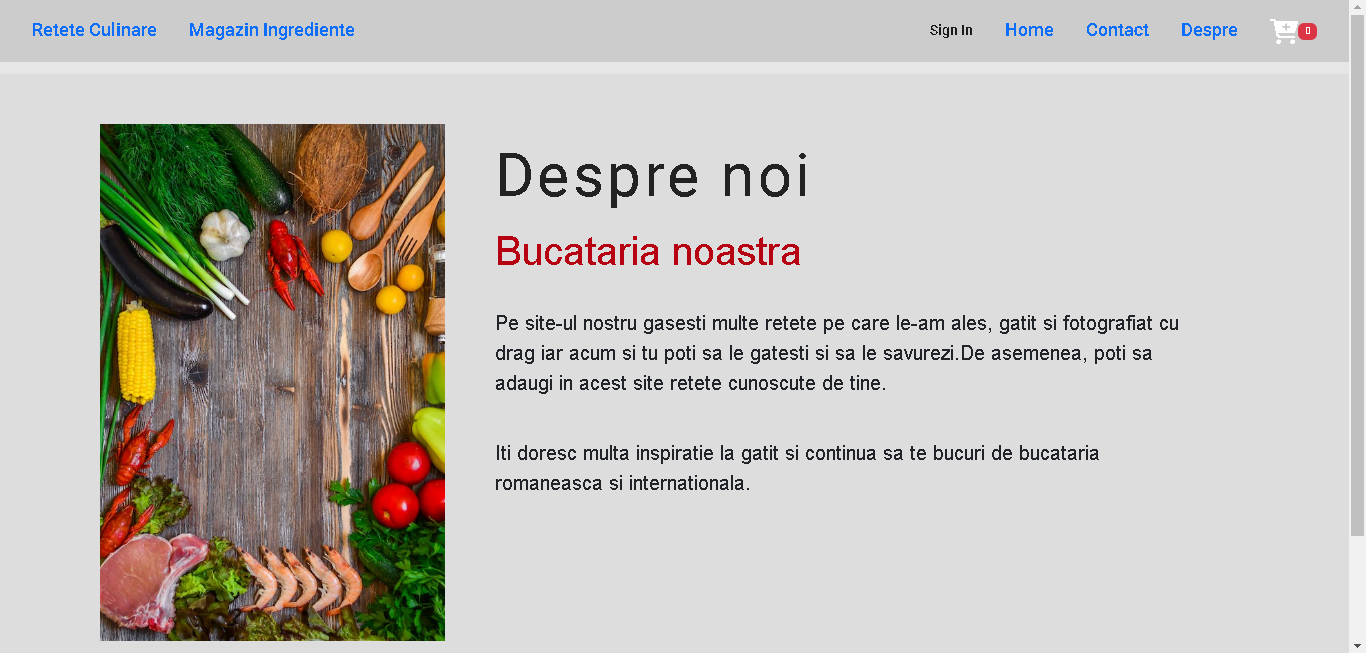 Retete Culinare Magazin Ingrediente Sign In Home Contact Despre 0
Despre noi
Bucataria noastra
Pe site-ul nostru gasesti multe retete pe care le-am ales, gatit si fotografiat cu
drag iar acum si tu poti sa le gatesti si sa le savurezi.De asemenea, poti sa
adaugi in acest site retete cunoscute de tine.
Iti doresc multa inspiratie la gatit si continua sa te bucuri de bucataria
romaneasca si internationala.